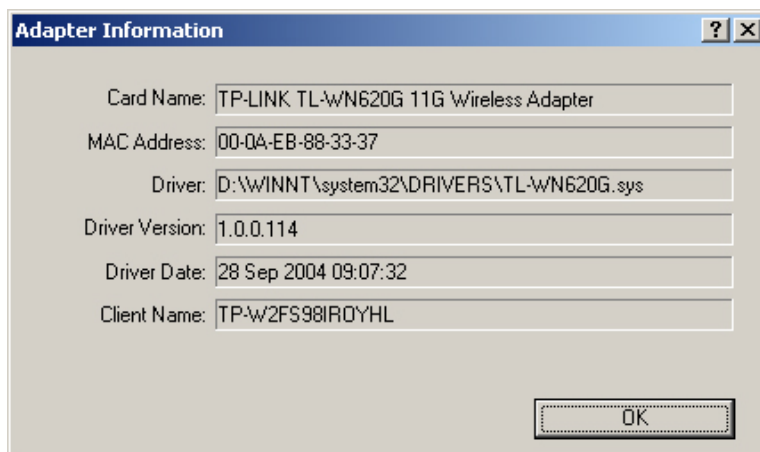 Adapter Information
Card Name: TP-LINK TL-WN620G 11G Wireless Adapter
MAC Address: 00-0A-EB-88-33-37
Driver: D:\WINNT\system32\DRIVERS\TL-WN620G.sys
Driver Version: 1.0.0.114
Driver Date: 28 Sep 2004 09:07:32
Client Name: TP-W2FS98IROYHL
OK